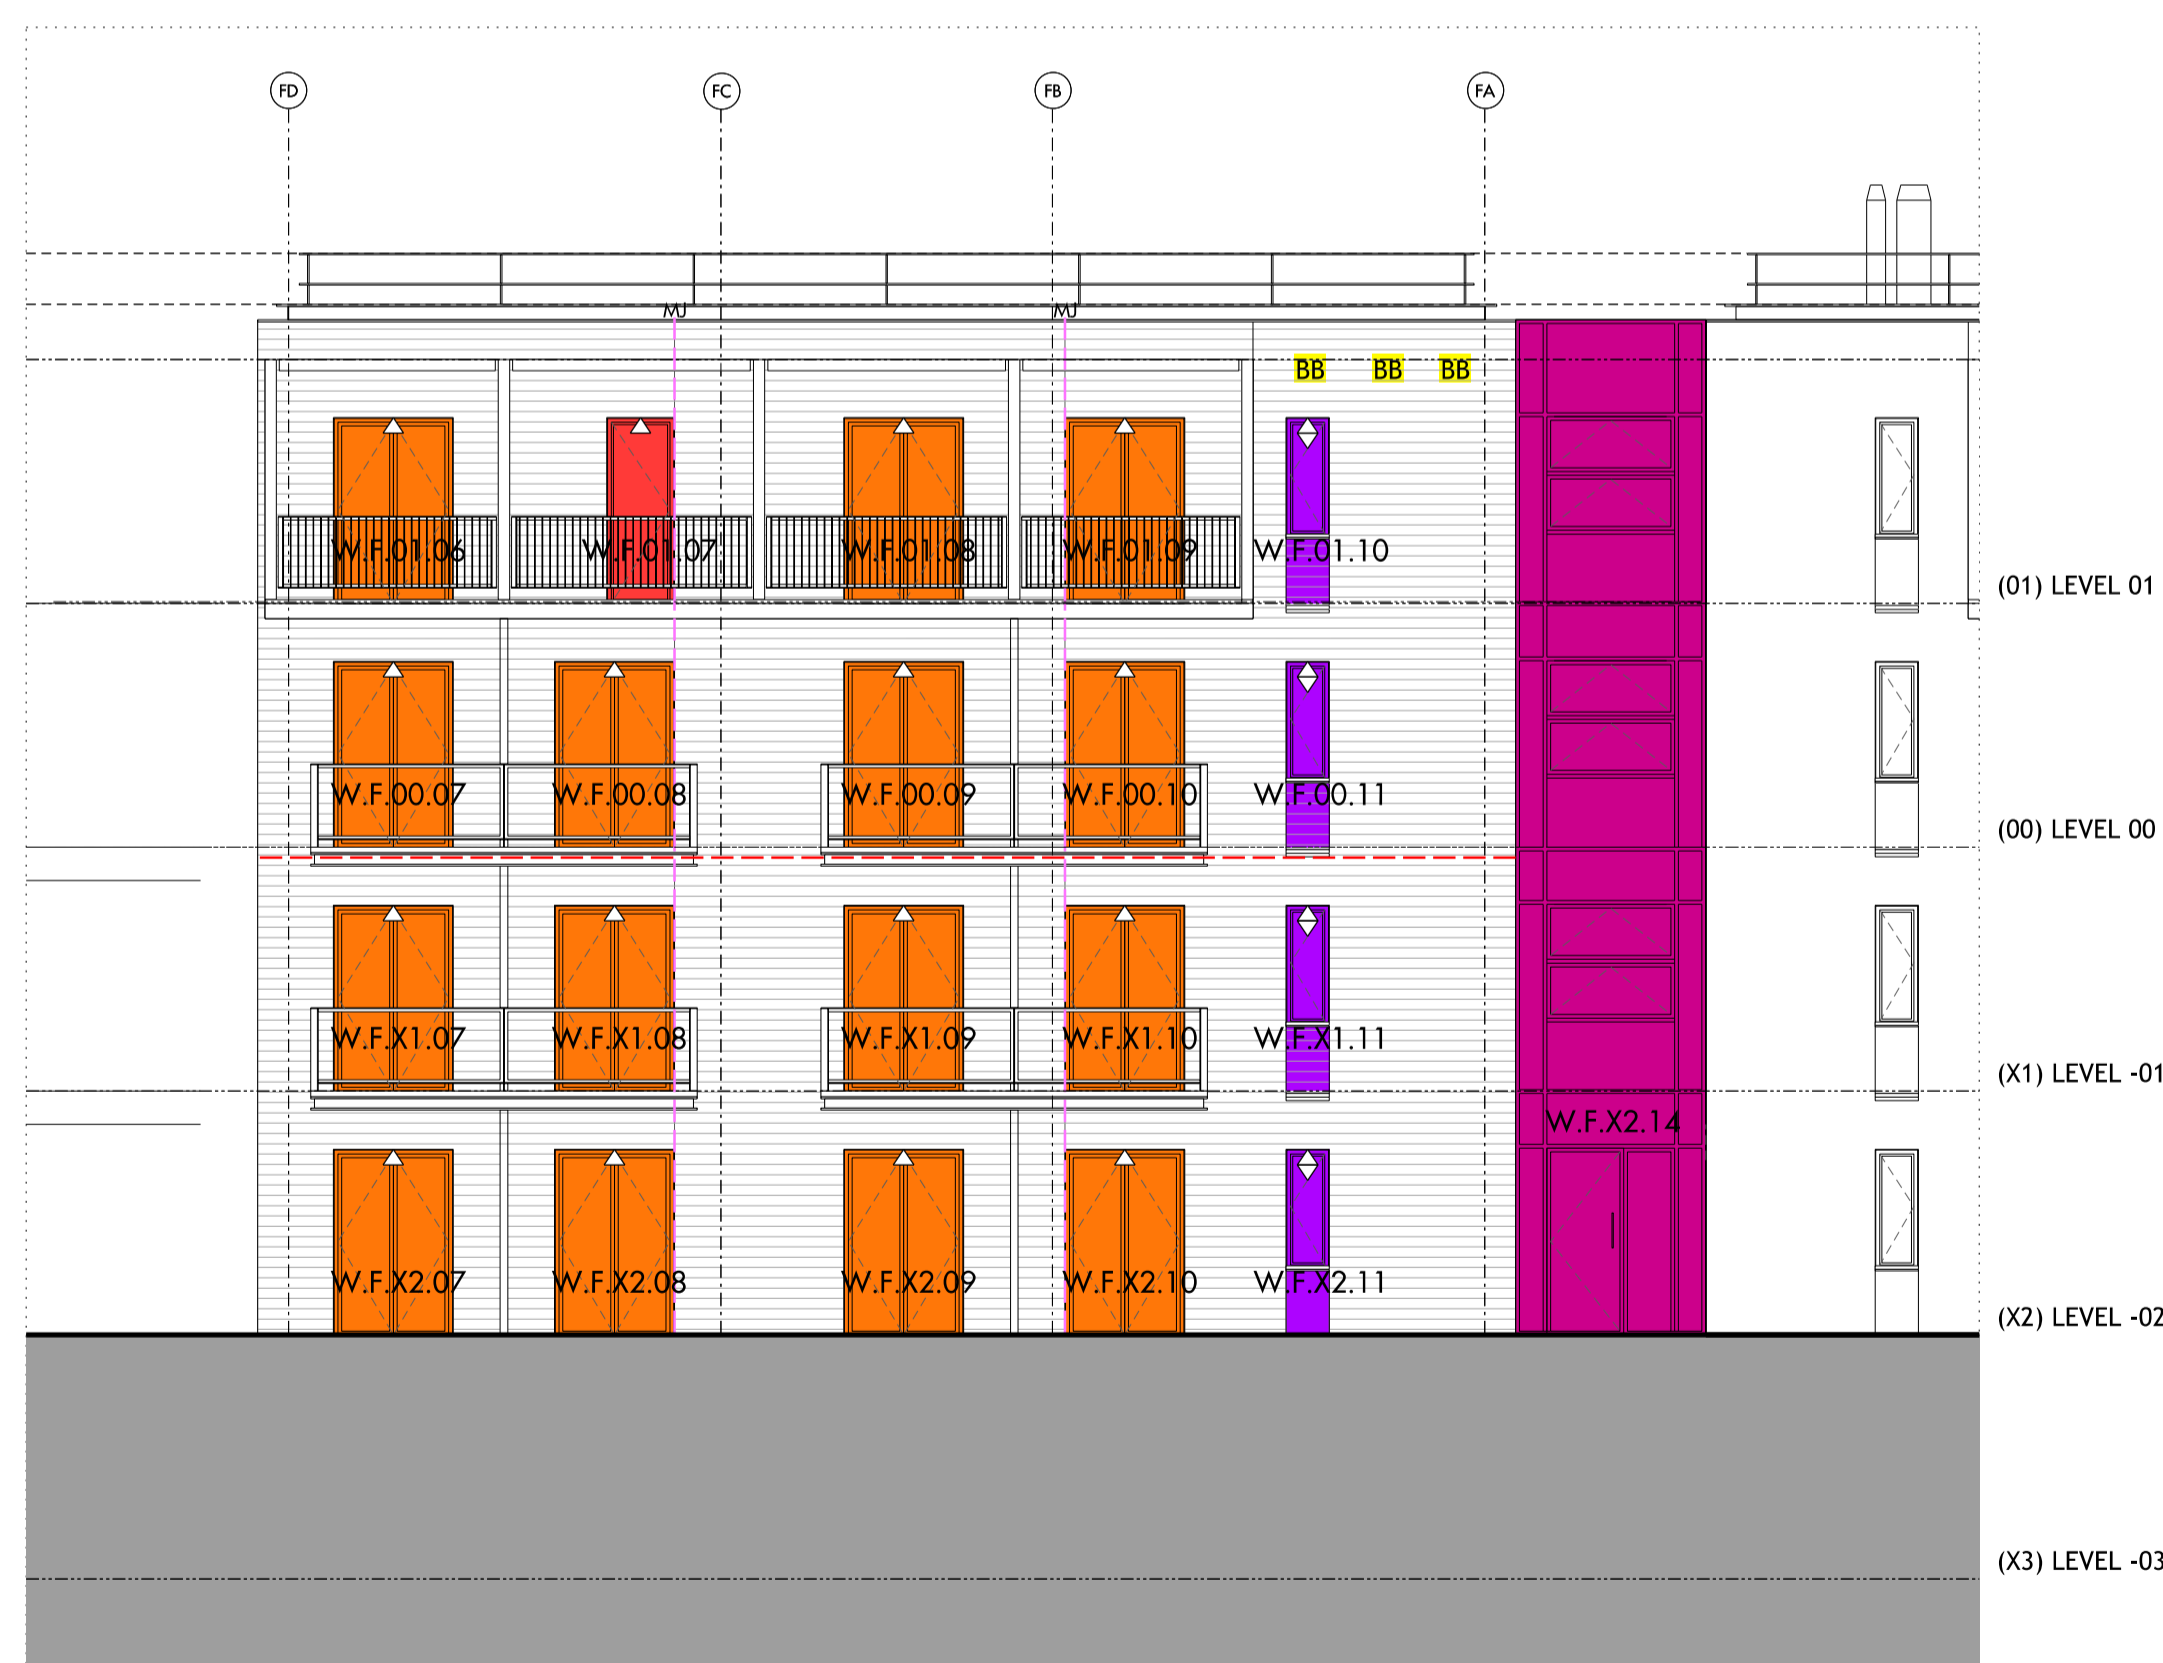 FD FC FB FA
MJ MJ
BB BB BB
W.F.01.06 W.F.01.07 W.F.01.08 W.F.01.09 W.F.01.10
(01) LEVEL 01
W.F.00.07 W.F.00.08 W.F.00.09 W.F.00.10 W.F.00.11
(00) LEVEL 00
W.F.X1.07 W.F.X1.08 W.F.X1.09 W.F.X1.10 W.F.X1.11
(X1) LEVEL -01
W.F.X2.14
W.F.X2.07 W.F.X2.08 W.F.X2.09 W.F.X2.10 W.F.X2.11
(X2) LEVEL -02
(X3) LEVEL -03